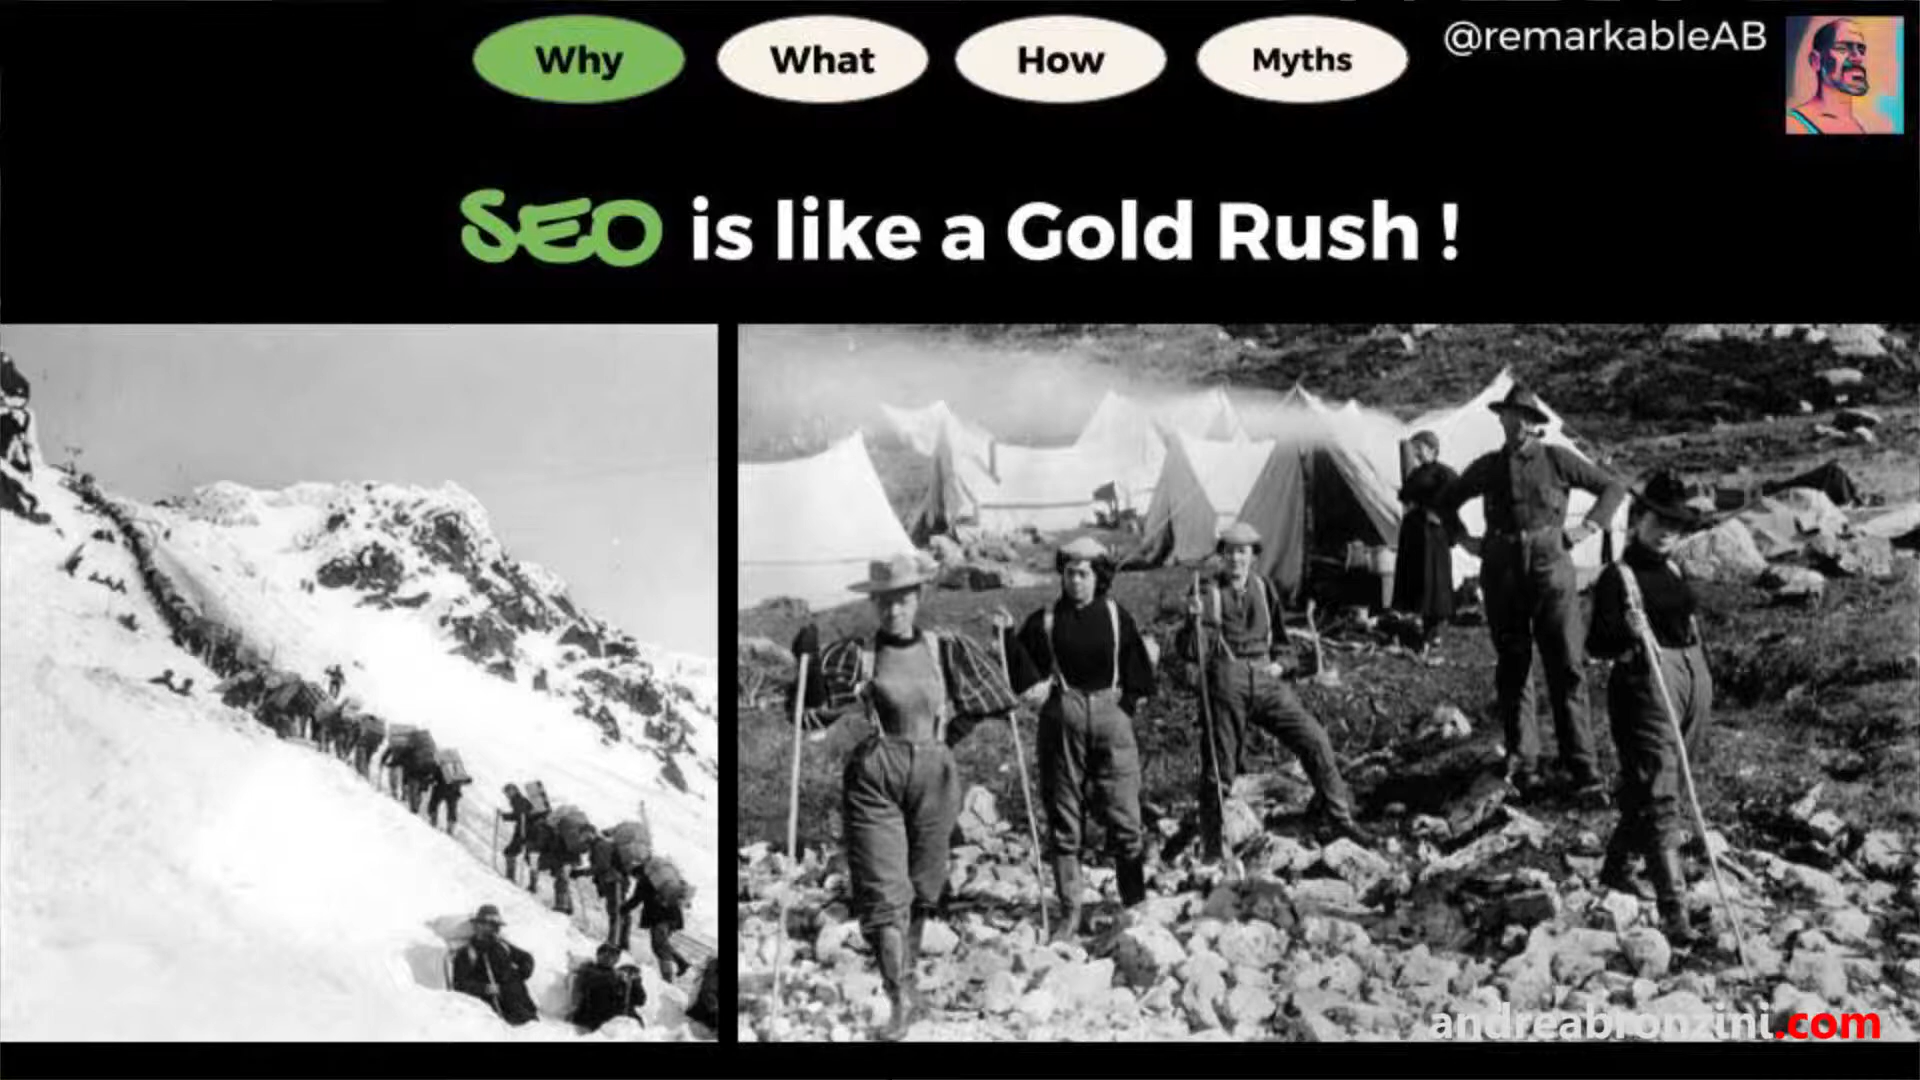 Why
What
How
Myths
@remarkableAB
SEO is like a Gold Rush !
andreabronzini.com